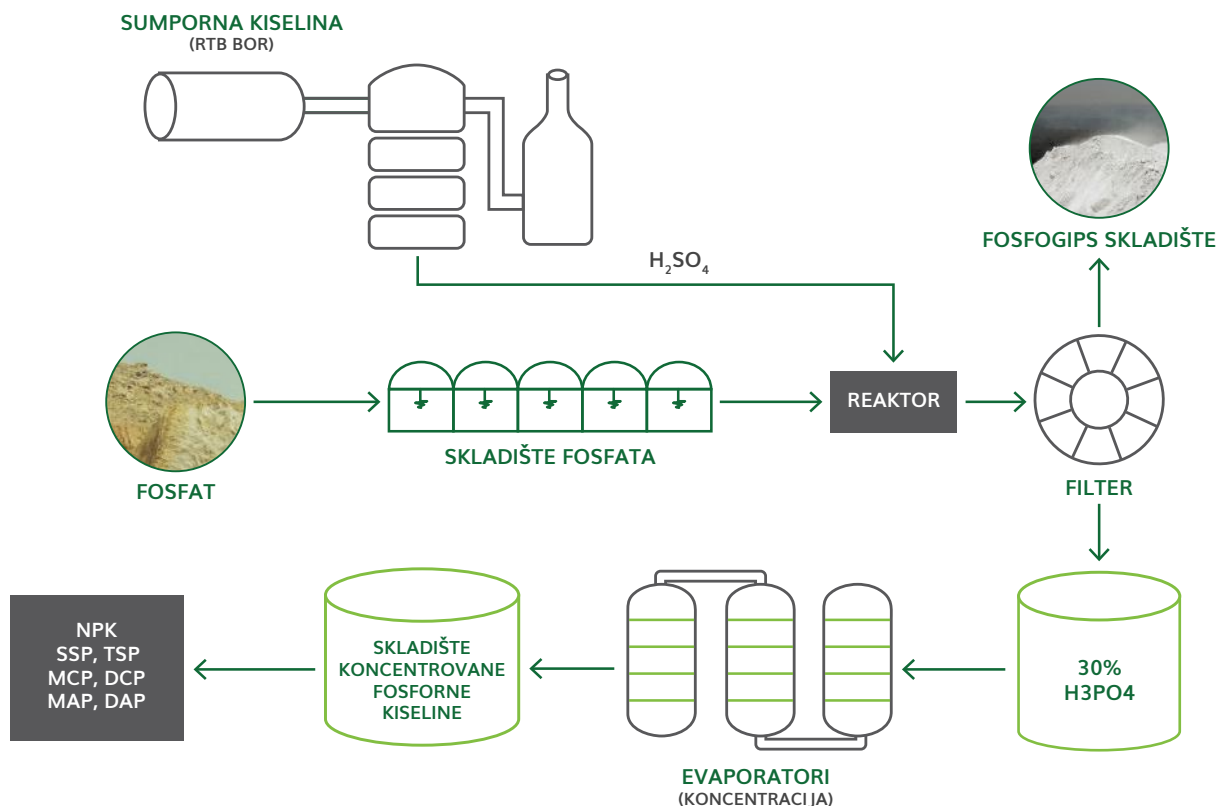 SUMPORNA KISELINA
(RTB BOR)
FOSFOGIPS SKLADIŠTE
H₂SO₄
REAKTOR
SKLADIŠTE FOSFATA
FOSFAT
FILTER
NPK
SSP, TSP
MCP, DCP
MAP, DAP
SKLADIŠTE
KONCENTROVANE
FOSFORNE
KISELINE
30%
H3PO4
EVAPORATORI
(KONCENTRACIJA)